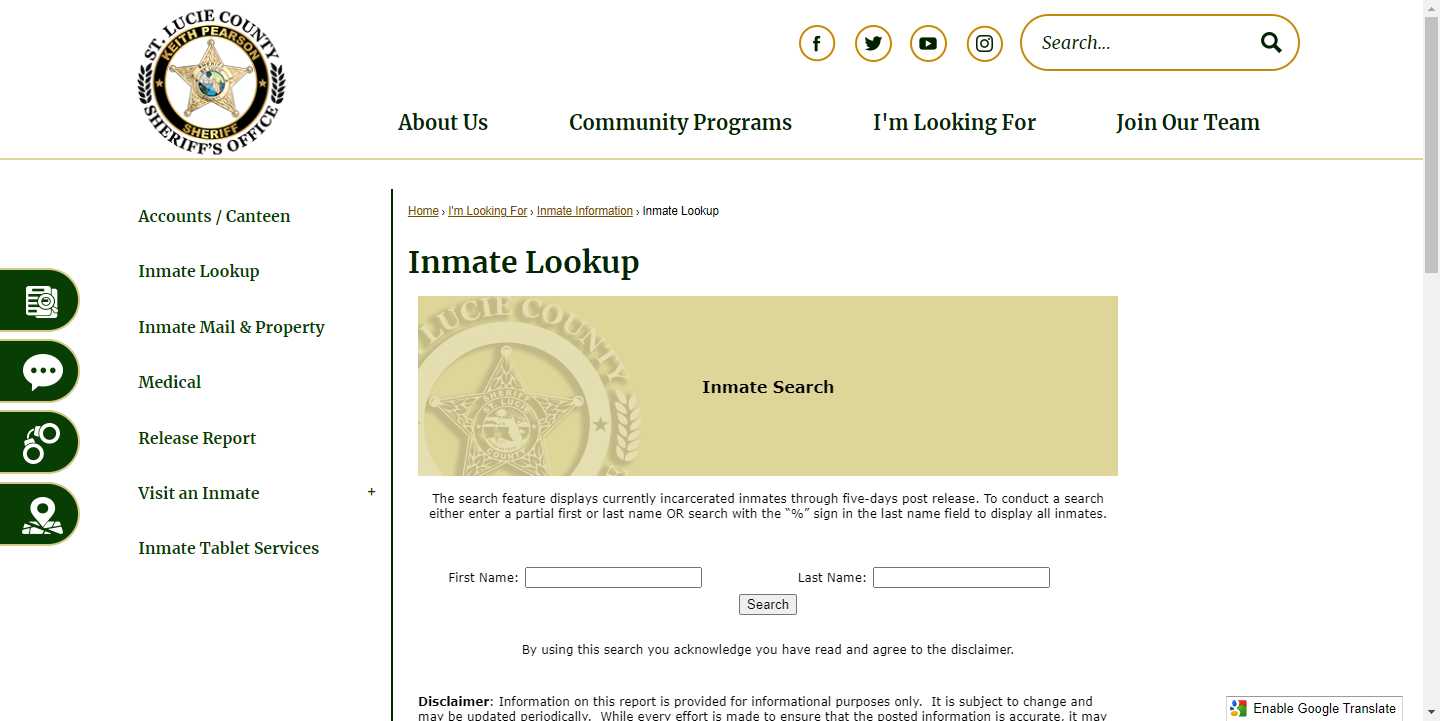 ST. LUCIE COUNTY
KEITH PEARSON
SHERIFF
SHERIFF'S OFFICE
Search...
About Us
Community Programs
I'm Looking For
Join Our Team
Accounts / Canteen
Inmate Lookup
Inmate Mail & Property
Medical
Release Report
Visit an Inmate +
Inmate Tablet Services
Home › I'm Looking For › Inmate Information › Inmate Lookup
Inmate Lookup
LUCIE COUNTY
SHERIFF
ST. LUCIE
COUNTY
Inmate Search
The search feature displays currently incarcerated inmates through five-days post release. To conduct a search
either enter a partial first or last name OR search with the “%” sign in the last name field to display all inmates.
First Name:
Last Name:
Search
By using this search you acknowledge you have read and agree to the disclaimer.
Disclaimer: Information on this report is provided for informational purposes only.  It is subject to change and
may be updated periodically.  While every effort is made to ensure that the posted information is accurate, it may
Enable Google Translate